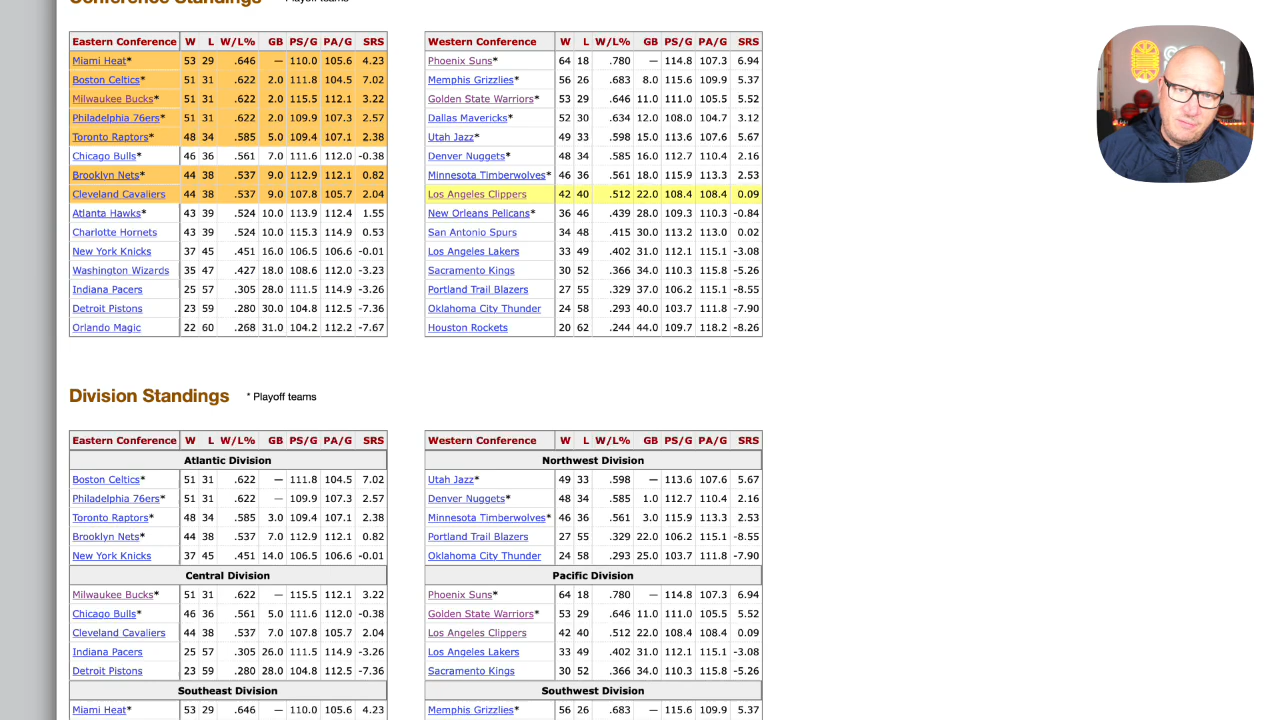 Conference Standings * Playoff teams
Eastern Conference W L W/L% GB PS/G PA/G SRS
Miami Heat* 53 29 .646 — 110.0 105.6 4.23
Boston Celtics* 51 31 .622 2.0 111.8 104.5 7.02
Milwaukee Bucks* 51 31 .622 2.0 115.5 112.1 3.22
Philadelphia 76ers* 51 31 .622 2.0 109.9 107.3 2.57
Toronto Raptors* 48 34 .585 5.0 109.4 107.1 2.38
Chicago Bulls* 46 36 .561 7.0 111.6 112.0 -0.38
Brooklyn Nets* 44 38 .537 9.0 112.9 112.1 0.82
Cleveland Cavaliers 44 38 .537 9.0 107.8 105.7 2.04
Atlanta Hawks* 43 39 .524 10.0 113.9 112.4 1.55
Charlotte Hornets 43 39 .524 10.0 115.3 114.9 0.53
New York Knicks 37 45 .451 16.0 106.5 106.6 -0.01
Washington Wizards 35 47 .427 18.0 108.6 112.0 -3.23
Indiana Pacers 25 57 .305 28.0 111.5 114.9 -3.26
Detroit Pistons 23 59 .280 30.0 104.8 112.5 -7.36
Orlando Magic 22 60 .268 31.0 104.2 112.2 -7.67
Western Conference W L W/L% GB PS/G PA/G SRS
Phoenix Suns* 64 18 .780 — 114.8 107.3 6.94
Memphis Grizzlies* 56 26 .683 8.0 115.6 109.9 5.37
Golden State Warriors* 53 29 .646 11.0 111.0 105.5 5.52
Dallas Mavericks* 52 30 .634 12.0 108.0 104.7 3.12
Utah Jazz* 49 33 .598 15.0 113.6 107.6 5.67
Denver Nuggets* 48 34 .585 16.0 112.7 110.4 2.16
Minnesota Timberwolves* 46 36 .561 18.0 115.9 113.3 2.53
Los Angeles Clippers 42 40 .512 22.0 108.4 108.4 0.09
New Orleans Pelicans* 36 46 .439 28.0 109.3 110.3 -0.84
San Antonio Spurs 34 48 .415 30.0 113.2 113.0 0.02
Los Angeles Lakers 33 49 .402 31.0 112.1 115.1 -3.08
Sacramento Kings 30 52 .366 34.0 110.3 115.8 -5.26
Portland Trail Blazers 27 55 .329 37.0 106.2 115.1 -8.55
Oklahoma City Thunder 24 58 .293 40.0 103.7 111.8 -7.90
Houston Rockets 20 62 .244 44.0 109.7 118.2 -8.26
Division Standings * Playoff teams
Eastern Conference W L W/L% GB PS/G PA/G SRS
Atlantic Division
Boston Celtics* 51 31 .622 — 111.8 104.5 7.02
Philadelphia 76ers* 51 31 .622 — 109.9 107.3 2.57
Toronto Raptors* 48 34 .585 3.0 109.4 107.1 2.38
Brooklyn Nets* 44 38 .537 7.0 112.9 112.1 0.82
New York Knicks 37 45 .451 14.0 106.5 106.6 -0.01
Central Division
Milwaukee Bucks* 51 31 .622 — 115.5 112.1 3.22
Chicago Bulls* 46 36 .561 5.0 111.6 112.0 -0.38
Cleveland Cavaliers 44 38 .537 7.0 107.8 105.7 2.04
Indiana Pacers 25 57 .305 26.0 111.5 114.9 -3.26
Detroit Pistons 23 59 .280 28.0 104.8 112.5 -7.36
Southeast Division
Miami Heat* 53 29 .646 — 110.0 105.6 4.23
Western Conference W L W/L% GB PS/G PA/G SRS
Northwest Division
Utah Jazz* 49 33 .598 — 113.6 107.6 5.67
Denver Nuggets* 48 34 .585 1.0 112.7 110.4 2.16
Minnesota Timberwolves* 46 36 .561 3.0 115.9 113.3 2.53
Portland Trail Blazers 27 55 .329 22.0 106.2 115.1 -8.55
Oklahoma City Thunder 24 58 .293 25.0 103.7 111.8 -7.90
Pacific Division
Phoenix Suns* 64 18 .780 — 114.8 107.3 6.94
Golden State Warriors* 53 29 .646 11.0 111.0 105.5 5.52
Los Angeles Clippers 42 40 .512 22.0 108.4 108.4 0.09
Los Angeles Lakers 33 49 .402 31.0 112.1 115.1 -3.08
Sacramento Kings 30 52 .366 34.0 110.3 115.8 -5.26
Southwest Division
Memphis Grizzlies* 56 26 .683 — 115.6 109.9 5.37